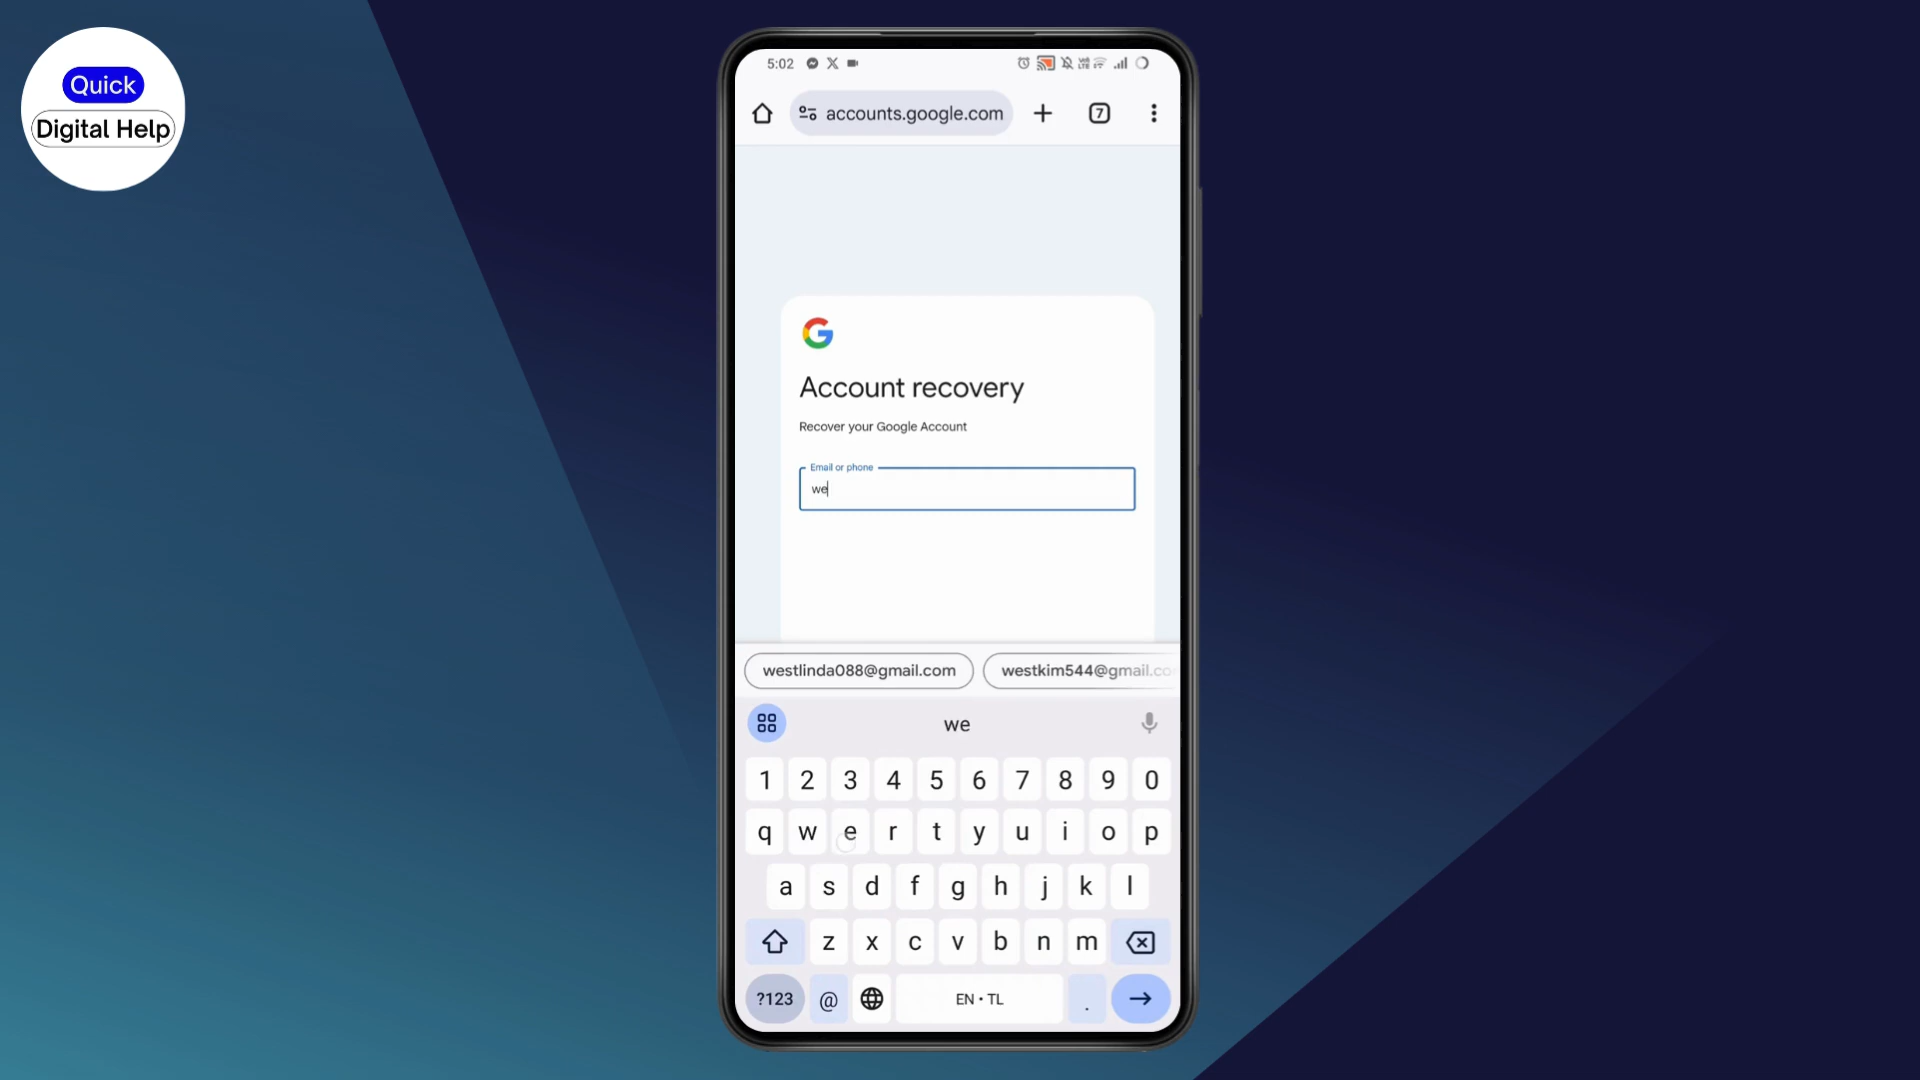 Quick
Digital Help
5:02
accounts.google.com
7
Account recovery
Recover your Google Account
Email or phone
we
westlinda088@gmail.com
westkim544@gmail.co
we
1 2 3 4 5 6 7 8 9 0
q w e r t y u i o p
a s d f g h j k l
z x c v b n m
?123 @ EN • TL .